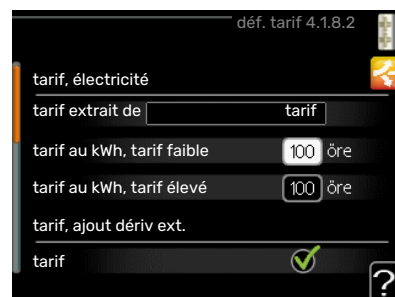 déf. tarif 4.1.8.2
tarif, électricité
tarif extrait de tarif
tarif au kWh, tarif faible 100 öre
tarif au kWh, tarif élevé 100 öre
tarif, ajout dériv ext.
tarif
?